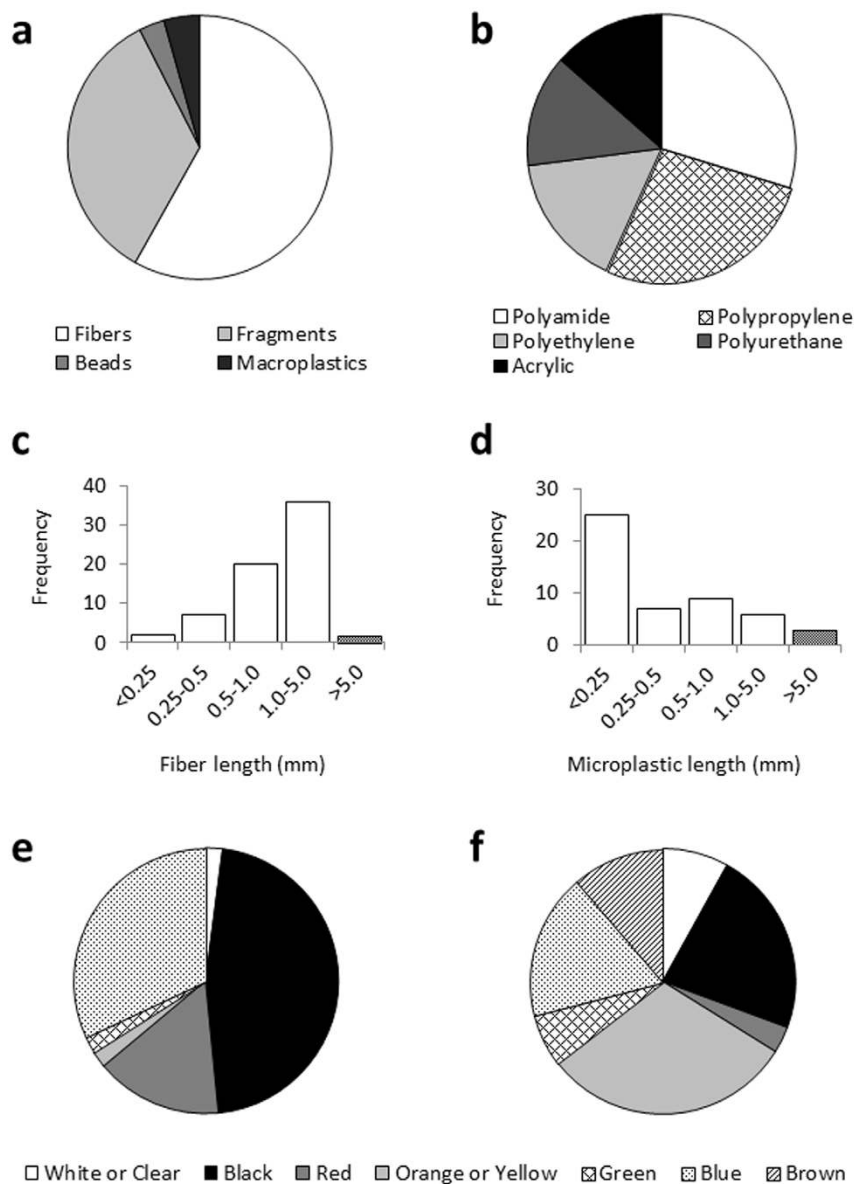 a
b
Fibers Fragments
Beads Macroplastics
Polyamide Polypropylene
Polyethylene Polyurethane
Acrylic
c
d
Frequency
40
30
20
10
0
<0.25 0.25-0.5 0.5-1.0 1.0-5.0 >5.0
Fiber length (mm)
Frequency
30
20
10
0
<0.25 0.25-0.5 0.5-1.0 1.0-5.0 >5.0
Microplastic length (mm)
e
f
White or Clear Black Red Orange or Yellow Green Blue Brown